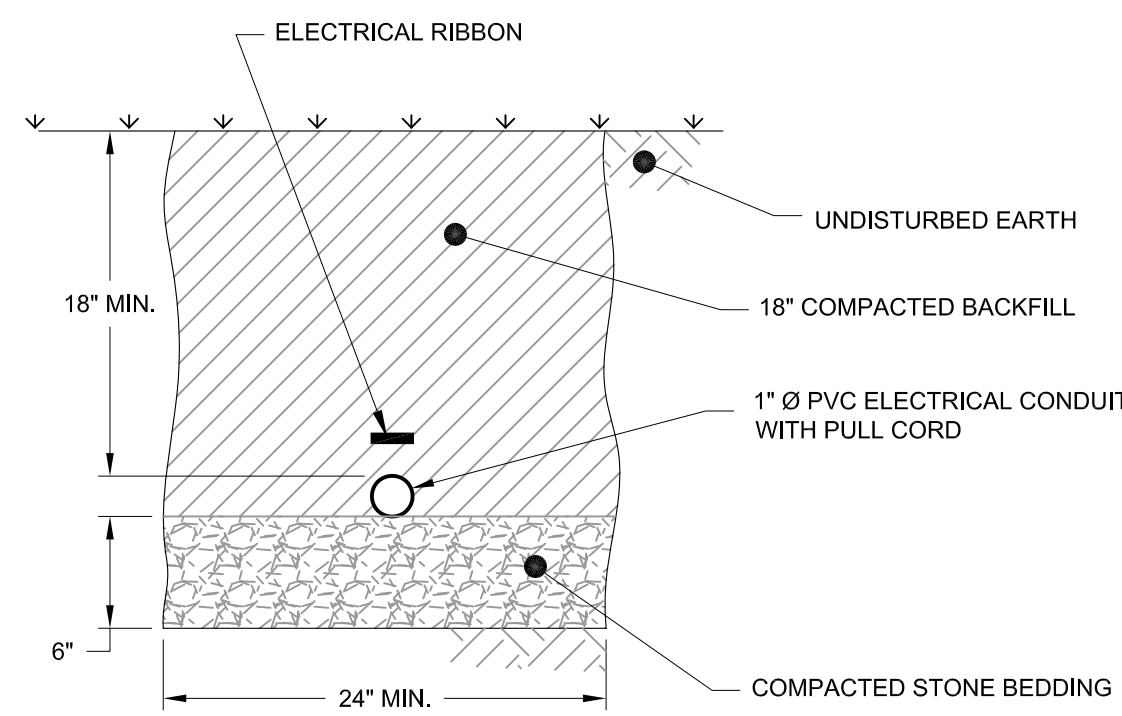 ELECTRICAL RIBBON
UNDISTURBED EARTH
18" MIN.
18" COMPACTED BACKFILL
1" Ø PVC ELECTRICAL CONDUIT
WITH PULL CORD
6"
24" MIN.
COMPACTED STONE BEDDING